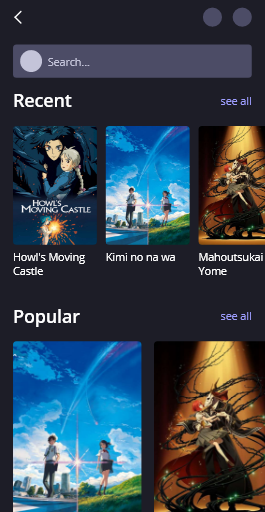 Search...
Recent
see all
HOWL'S
MOVING CASTLE
Howl's Moving
Castle
Kimi no na wa
Mahoutsukai
Yome
Popular
see all